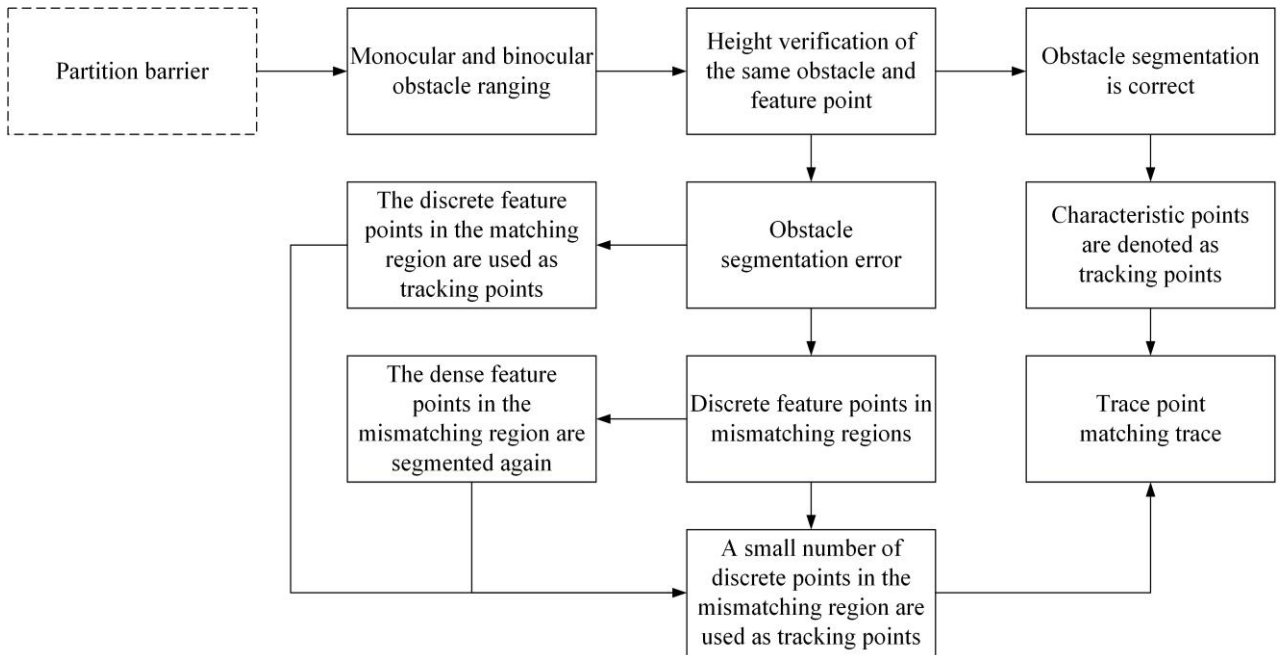 Partition barrier
Monocular and binocular
obstacle ranging
Height verification of
the same obstacle and
feature point
Obstacle segmentation
is correct
The discrete feature
points in the matching
region are used as
tracking points
Obstacle
segmentation error
Characteristic points
are denoted as
tracking points
The dense feature
points in the
mismatching region are
segmented again
Discrete feature points in
mismatching regions
Trace point
matching trace
A small number of
discrete points in the
mismatching region are
used as tracking points